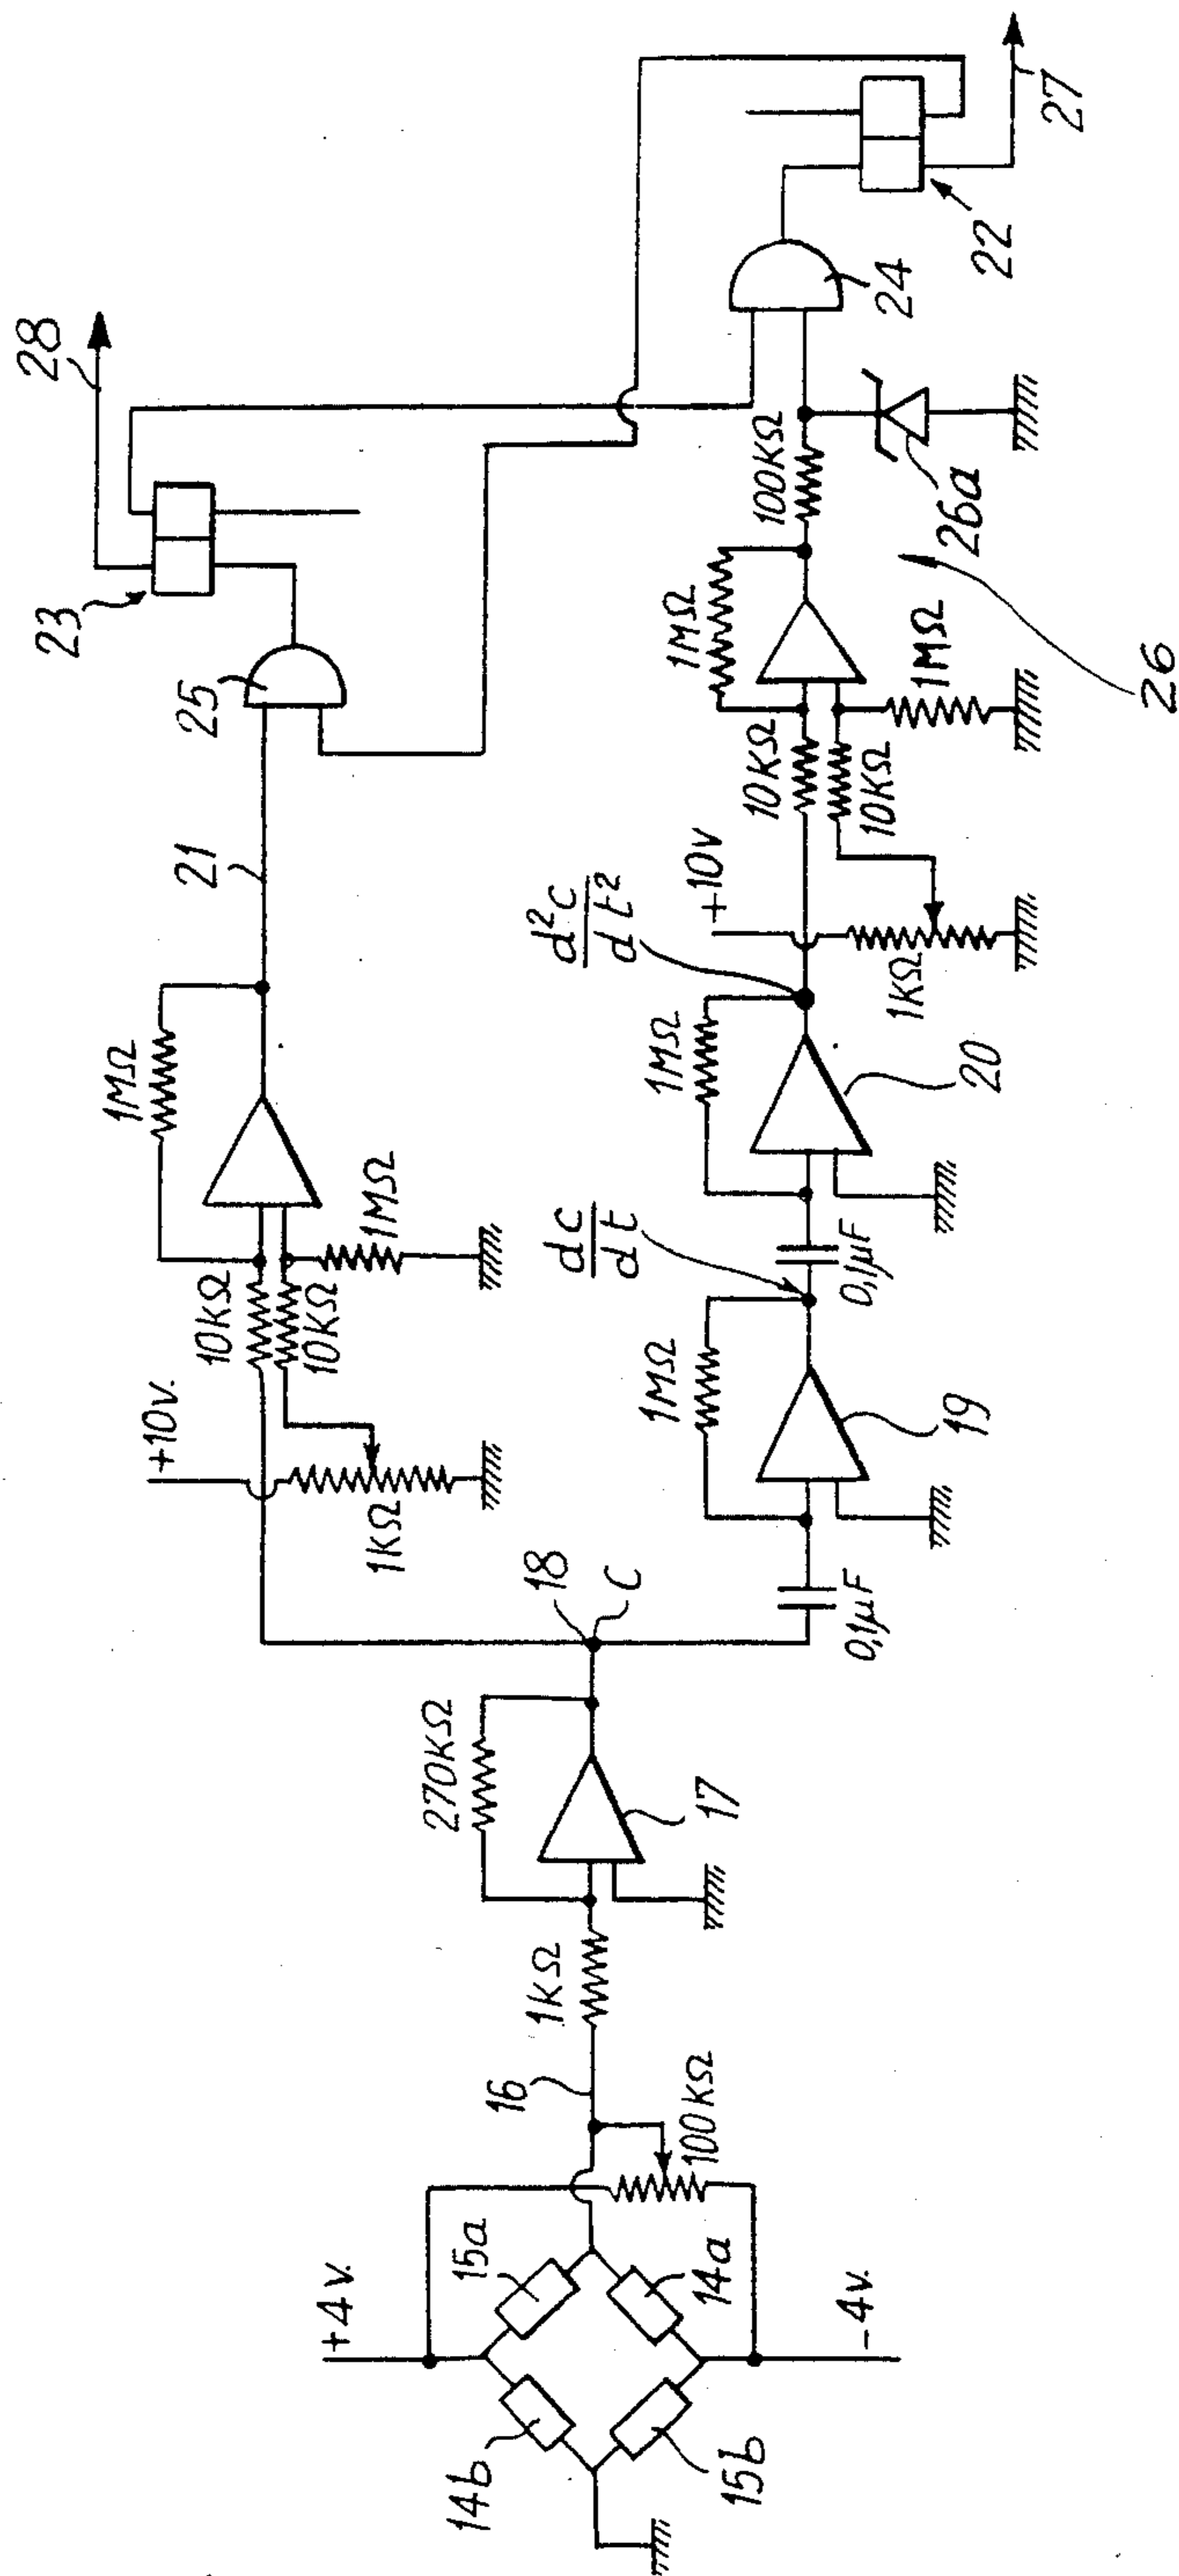 +4v.
15a
14b
14a
15b
-4v.
100KΩ
16
1KΩ
270KΩ
17
18
C
+10v.
1KΩ
10KΩ
10KΩ
1MΩ
1MΩ
21
25
23
28
0,1µF
1MΩ
19
dc
dt
0,1µF
1MΩ
20
d²c
dt²
+10v
1KΩ
10KΩ
10KΩ
1MΩ
1MΩ
26
100KΩ
26a
24
22
27